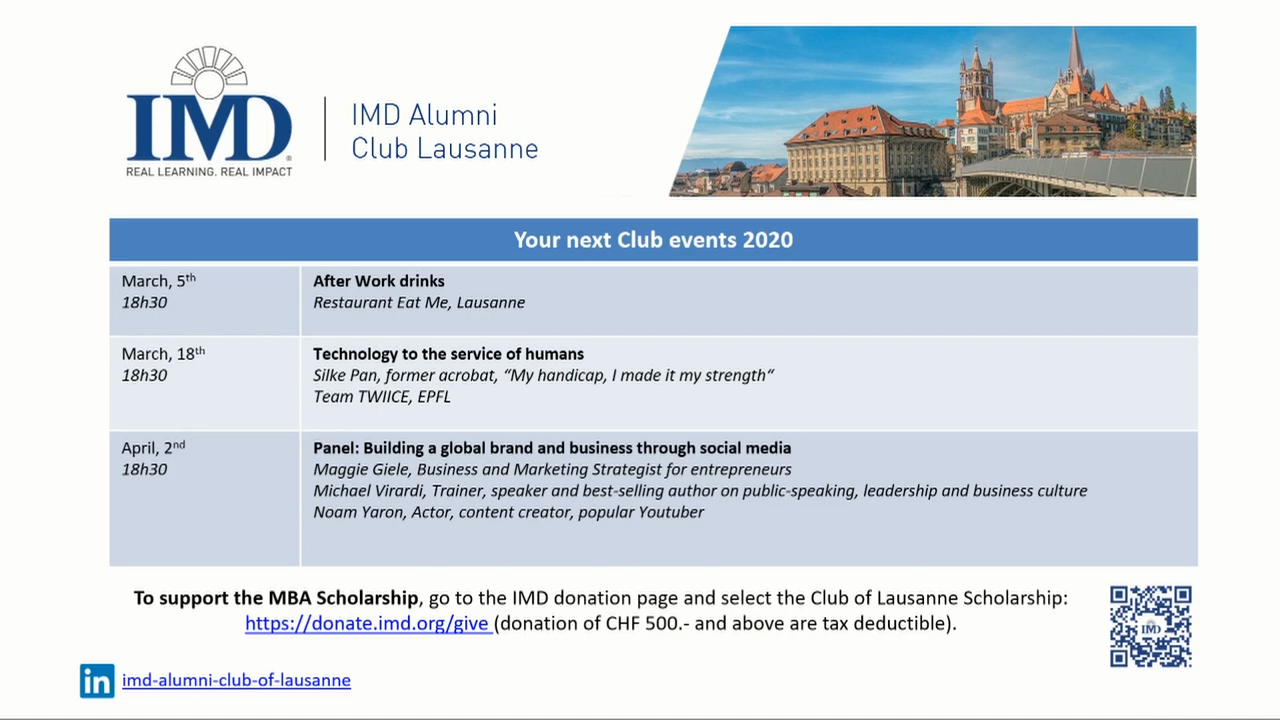 IMD
REAL LEARNING. REAL IMPACT
IMD Alumni
Club Lausanne
Your next Club events 2020
March, 5th
18h30
After Work drinks
Restaurant Eat Me, Lausanne
March, 18th
18h30
Technology to the service of humans
Silke Pan, former acrobat, “My handicap, I made it my strength“
Team TWIICE, EPFL
April, 2nd
18h30
Panel: Building a global brand and business through social media
Maggie Giele, Business and Marketing Strategist for entrepreneurs
Michael Virardi, Trainer, speaker and best-selling author on public-speaking, leadership and business culture
Noam Yaron, Actor, content creator, popular Youtuber
To support the MBA Scholarship, go to the IMD donation page and select the Club of Lausanne Scholarship:
https://donate.imd.org/give (donation of CHF 500.- and above are tax deductible).
IMD
in imd-alumni-club-of-lausanne